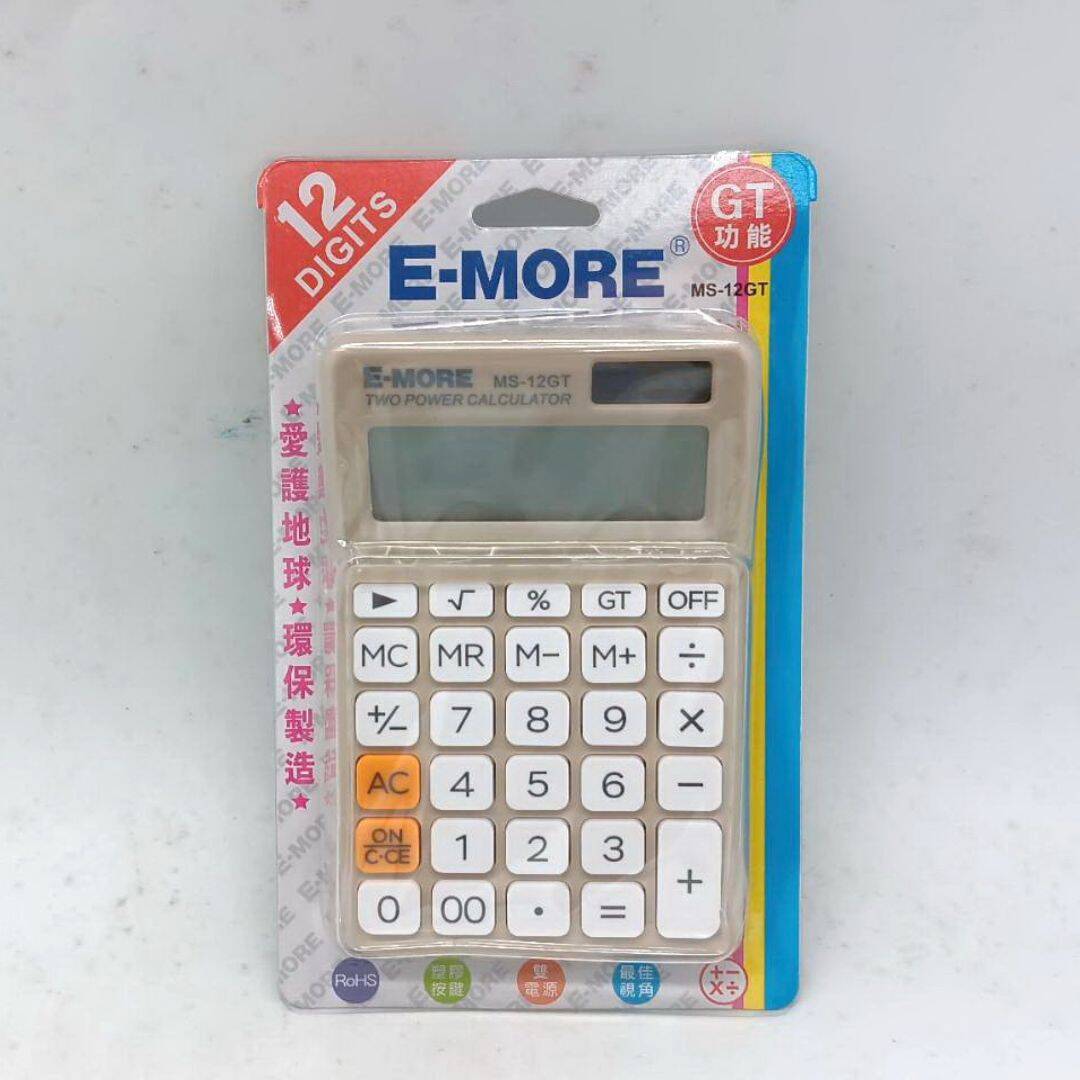 12
DIGITS
E-MORE®
GT
功能
MS-12GT
E-MORE MS-12GT
TWO POWER CALCULATOR
★愛護地球★環保製造★
▶ √ % GT OFF
MC MR M− M+ ÷
+/− 7 8 9 ×
AC 4 5 6 −
ON
C·CE
1 2 3 +
0 00 . =
RoHS
塑膠
按鍵
雙
電源
最佳
視角
+−
×÷